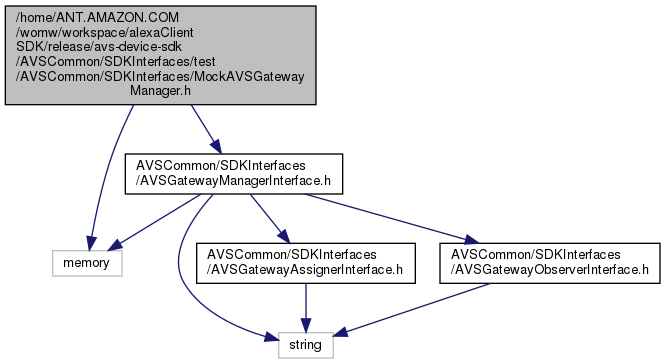 /home/ANT.AMAZON.COM
/womw/workspace/alexaClient
SDK/release/avs-device-sdk
/AVSCommon/SDKInterfaces/test
/AVSCommon/SDKInterfaces/MockAVSGateway
Manager.h
AVSCommon/SDKInterfaces
/AVSGatewayManagerInterface.h
memory
AVSCommon/SDKInterfaces
/AVSGatewayAssignerInterface.h
AVSCommon/SDKInterfaces
/AVSGatewayObserverInterface.h
string